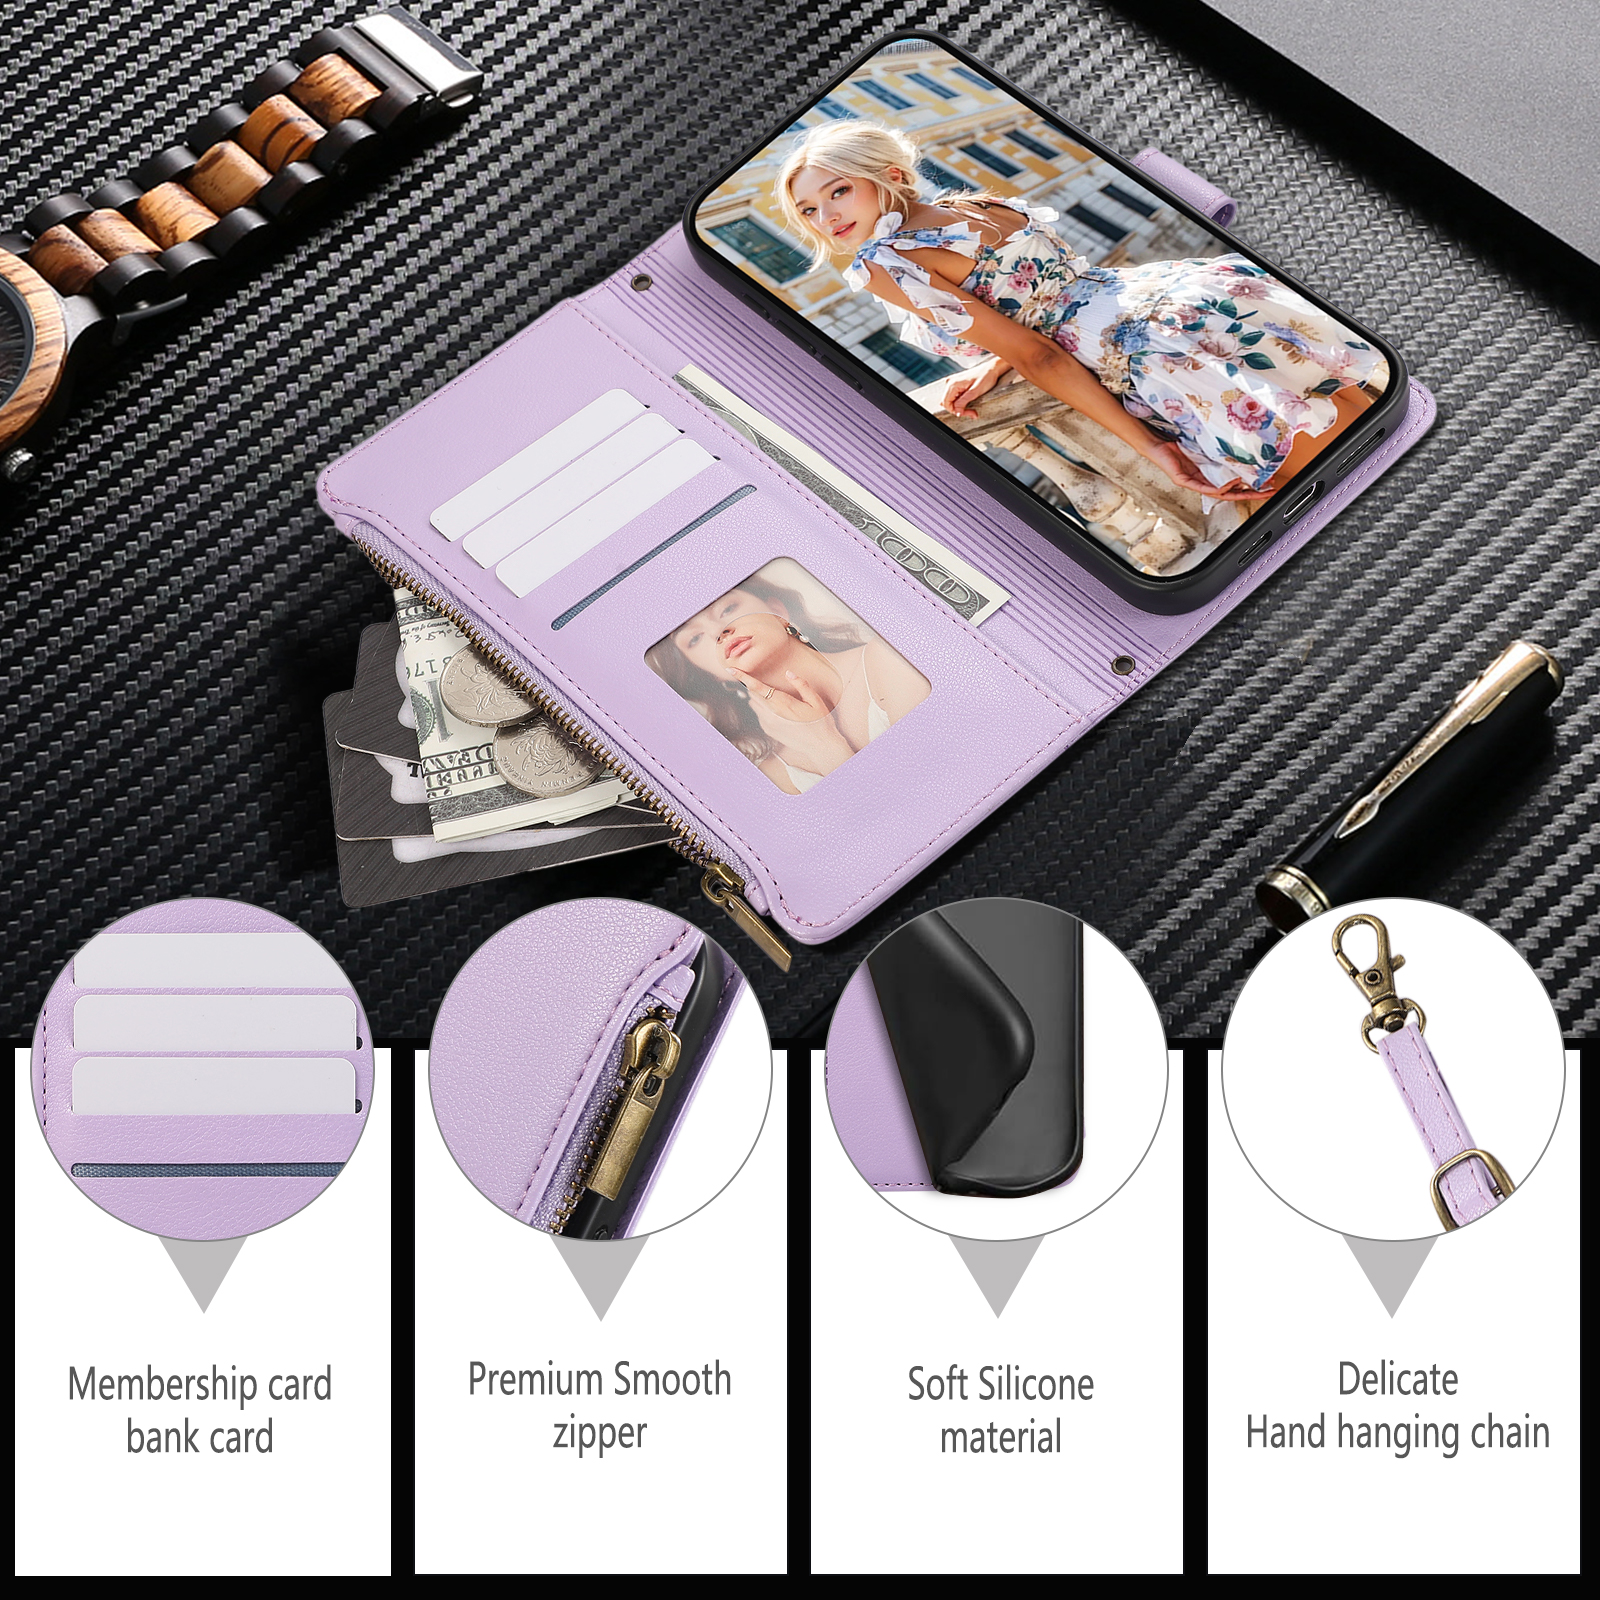 Membership card
bank card
Premium Smooth
zipper
Soft Silicone
material
Delicate
Hand hanging chain